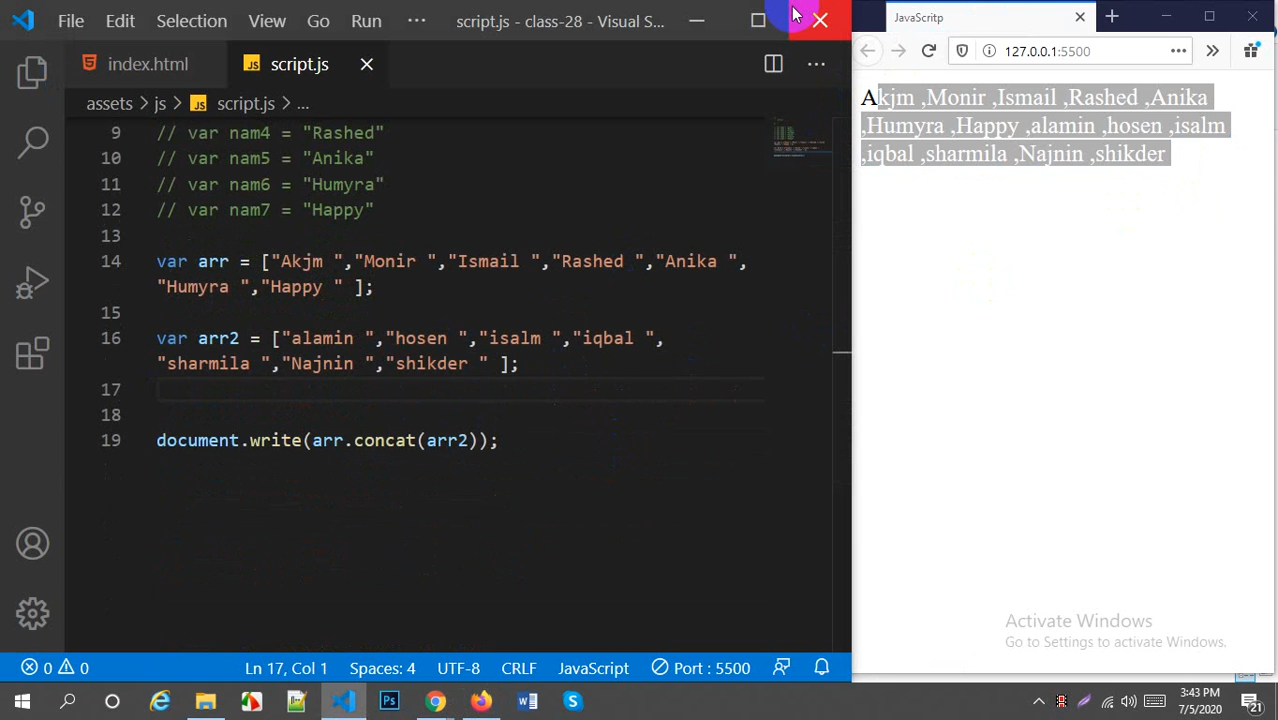 File Edit Selection View Go Run ··· script.js - class-28 - Visual S...
index.html
JS script.js
assets > js > JS script.js > ...
9 // var nam4 = "Rashed"
10 // var nam5 = "Anika"
11 // var nam6 = "Humyra"
12 // var nam7 = "Happy"
13
14 var arr = ["Akjm ","Monir ","Ismail ","Rashed ","Anika ",
"Humyra ","Happy " ];
15
16 var arr2 = ["alamin ","hosen ","isalm ","iqbal ",
"sharmila ","Najnin ","shikder " ];
17
18
19 document.write(arr.concat(arr2));
0 0 Ln 17, Col 1 Spaces: 4 UTF-8 CRLF JavaScript Port : 5500
JavaScritp
127.0.0.1:5500
Akjm ,Monir ,Ismail ,Rashed ,Anika
,Humyra ,Happy ,alamin ,hosen ,isalm
,iqbal ,sharmila ,Najnin ,shikder
Activate Windows
Go to Settings to activate Windows.
Ps
3:43 PM
7/5/2020
21